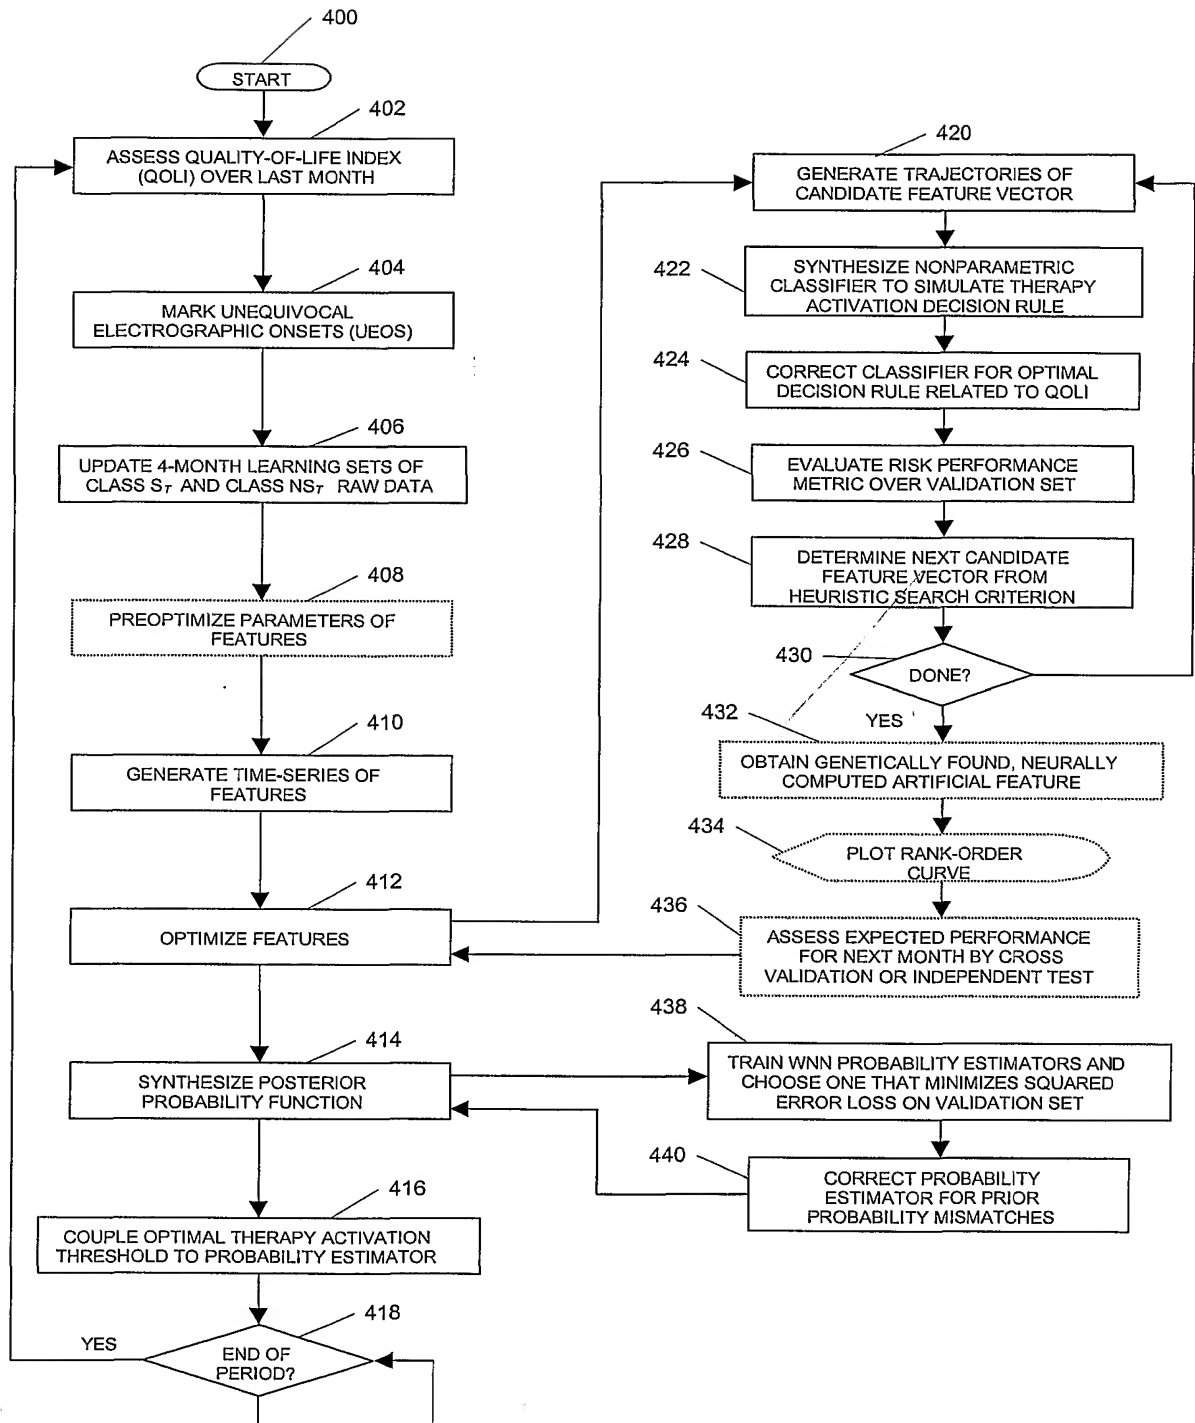 400
START
402
ASSESS QUALITY-OF-LIFE INDEX
(QOLI) OVER LAST MONTH
404
MARK UNEQUIVOCAL
ELECTROGRAPHIC ONSETS (UEOS)
406
UPDATE 4-MONTH LEARNING SETS OF
CLASS S_T AND CLASS NS_T RAW DATA
408
PREOPTIMIZE PARAMETERS OF
FEATURES
410
GENERATE TIME-SERIES OF
FEATURES
412
OPTIMIZE FEATURES
414
SYNTHESIZE POSTERIOR
PROBABILITY FUNCTION
416
COUPLE OPTIMAL THERAPY ACTIVATION
THRESHOLD TO PROBABILITY ESTIMATOR
418
YES
END OF
PERIOD?
420
GENERATE TRAJECTORIES OF
CANDIDATE FEATURE VECTOR
422
SYNTHESIZE NONPARAMETRIC
CLASSIFIER TO SIMULATE THERAPY
ACTIVATION DECISION RULE
424
CORRECT CLASSIFIER FOR OPTIMAL
DECISION RULE RELATED TO QOLI
426
EVALUATE RISK PERFORMANCE
METRIC OVER VALIDATION SET
428
DETERMINE NEXT CANDIDATE
FEATURE VECTOR FROM
HEURISTIC SEARCH CRITERION
430
DONE?
YES
432
OBTAIN GENETICALLY FOUND, NEURALLY
COMPUTED ARTIFICIAL FEATURE
434
PLOT RANK-ORDER
CURVE
436
ASSESS EXPECTED PERFORMANCE
FOR NEXT MONTH BY CROSS
VALIDATION OR INDEPENDENT TEST
438
TRAIN WNN PROBABILITY ESTIMATORS AND
CHOOSE ONE THAT MINIMIZES SQUARED
ERROR LOSS ON VALIDATION SET
440
CORRECT PROBABILITY
ESTIMATOR FOR PRIOR
PROBABILITY MISMATCHES